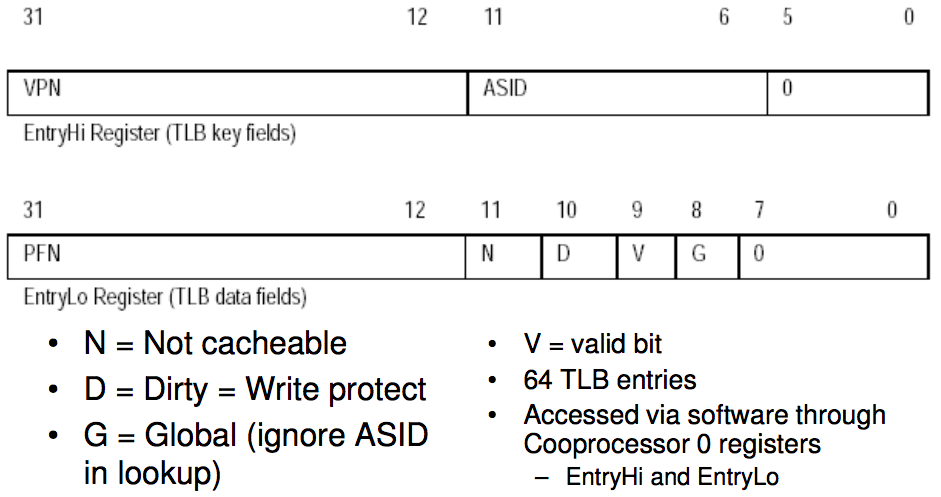 31 12 11 6 5 0
VPN ASID 0
EntryHi Register (TLB key fields)
31 12 11 10 9 8 7 0
PFN N D V G 0
EntryLo Register (TLB data fields)
• N = Not cacheable
• D = Dirty = Write protect
• G = Global (ignore ASID
in lookup)
• V = valid bit
• 64 TLB entries
• Accessed via software through
Cooprocessor 0 registers
– EntryHi and EntryLo